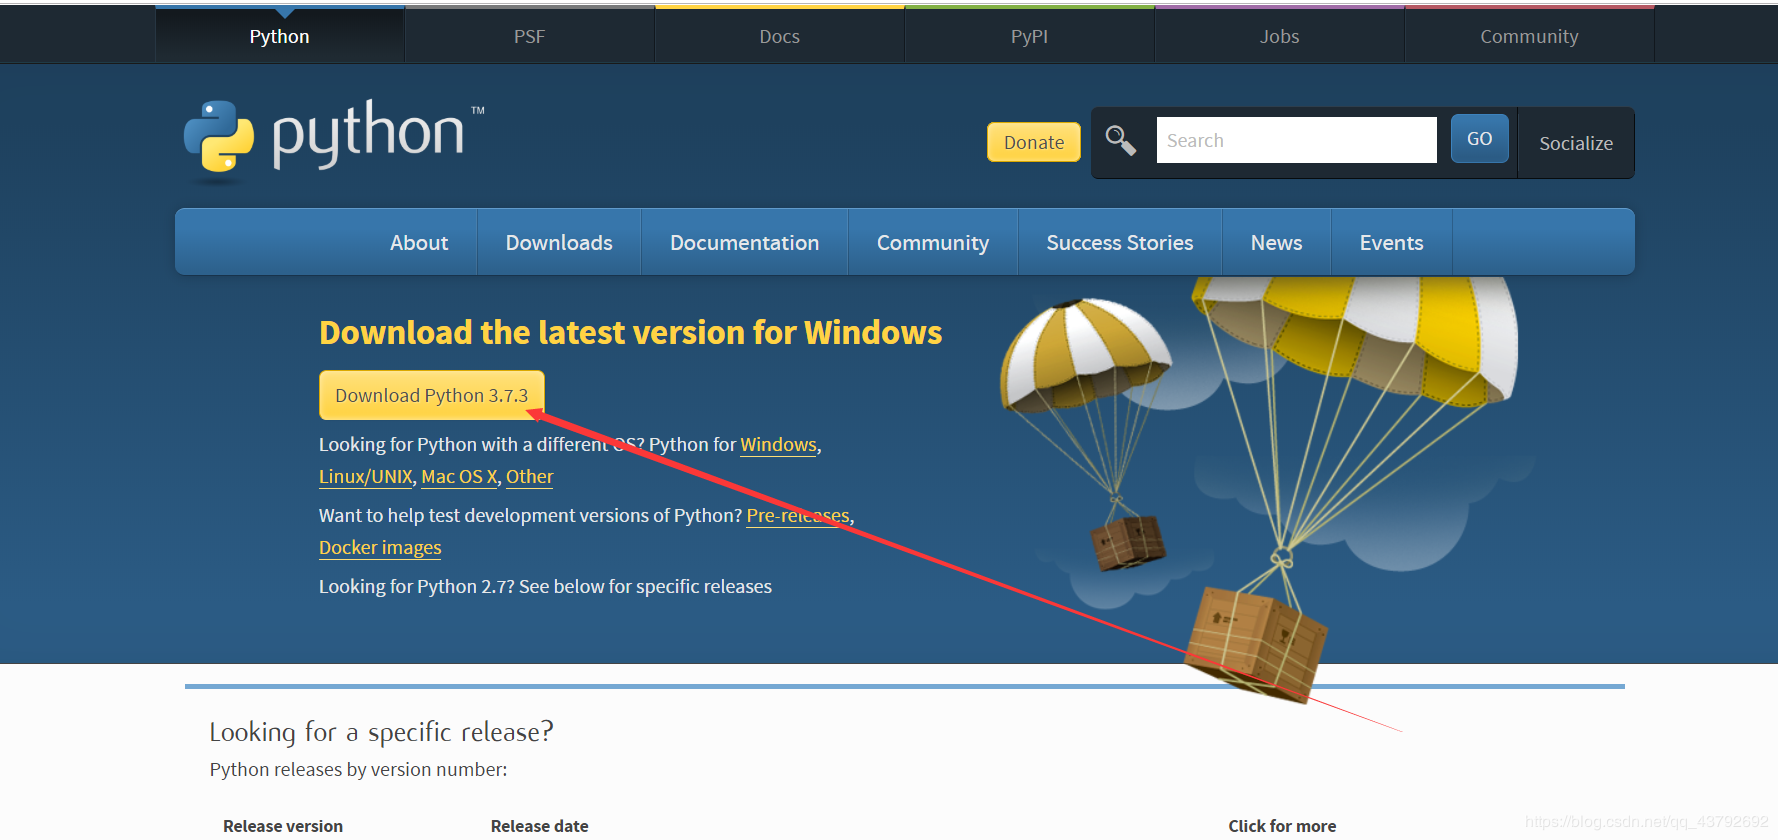 Python
PSF
Docs
PyPI
Jobs
Community
python™
Donate
Search
GO
Socialize
About
Downloads
Documentation
Community
Success Stories
News
Events
Download the latest version for Windows
Download Python 3.7.3
Looking for Python with a different OS? Python for Windows,
Linux/UNIX, Mac OS X, Other
Want to help test development versions of Python? Pre-releases,
Docker images
Looking for Python 2.7? See below for specific releases
Looking for a specific release?
Python releases by version number:
Release version
Release date
Click for more
https://blog.csdn.net/qq_43792692